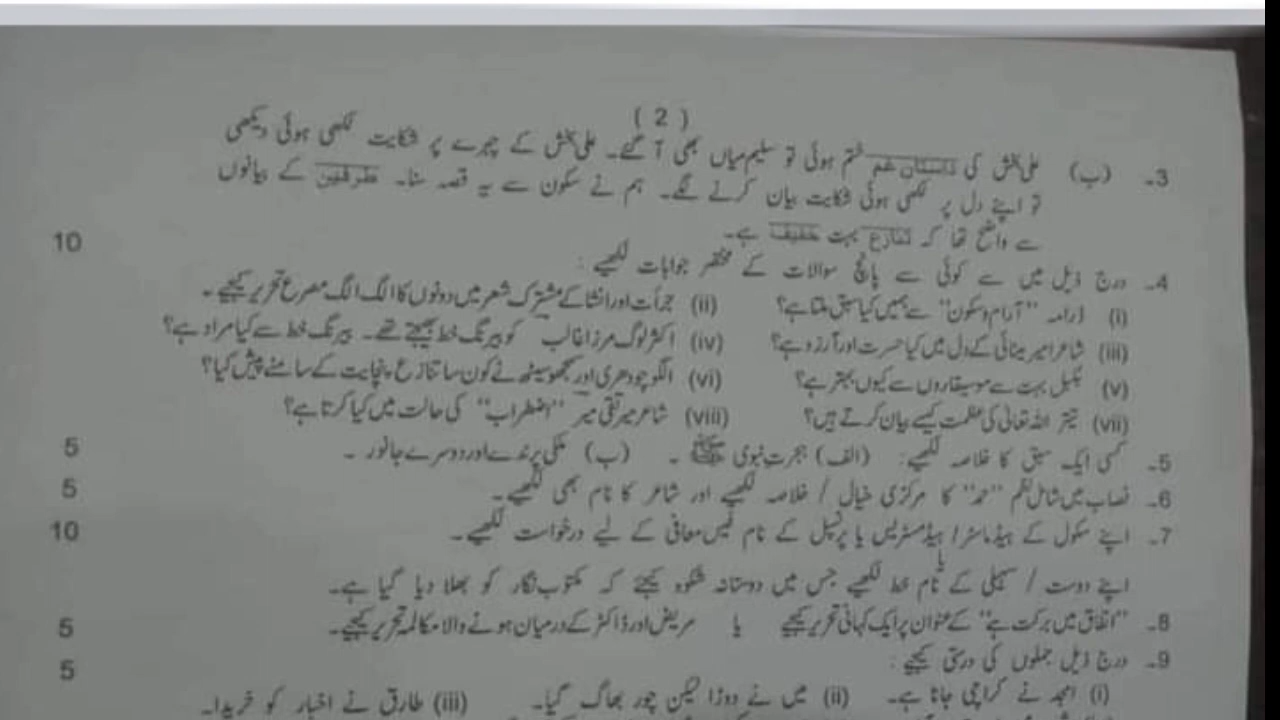 ( 2 )
3۔ (ب) علی بخش کی داستانِ غم ختم ہوئی تو سلیم میاں بھی آ گئے۔ علی بخش کے چہرے پر شکایت لکھی ہوئی دیکھی
تو اپنے دل پر لکھی ہوئی شکایت بیان کرنے لگے۔ ہم نے سکون سے یہ قصہ سنا۔ طرفین کے بیانوں
سے واضح تھا کہ تنازع بہت خفیف ہے۔ 10
4۔ درج ذیل میں سے کوئی سے پانچ سوالات کے مختصر جوابات لکھیے :
(i) ڈرامہ "آرام و سکون" سے ہمیں کیا سبق ملتا ہے؟ (ii) جرأت اور انشا کے مشترک شعر میں دونوں کا الگ الگ مصرع تحریر کیجیے۔
(iii) شاعر امیر مینائی کے دل میں کیا حسرت اور آرزو ہے؟ (iv) اکثر لوگ مرزا غالب کو بیرنگ خط بھیجتے تھے۔ بیرنگ خط سے کیا مراد ہے؟
(v) بلبل بہت سے موسیقاروں سے کیوں بہتر ہے؟ (vi) الگو چودھری اور سمجھو سیٹھ نے کون سا تنازع پنچایت کے سامنے پیش کیا؟
(vii) تیتر اللہ تعالیٰ کی عظمت کیسے بیان کرتے ہیں؟ (viii) شاعر میر تقی میر "اضطراب" کی حالت میں کیا کرتا ہے؟
5۔ کسی ایک سبق کا خلاصہ لکھیے: (الف) ہجرتِ نبوی ﷺ ۔ (ب) ملکی پرندے اور دوسرے جانور ۔ 5
6۔ نصاب میں شامل نظم "حمد" کا مرکزی خیال / خلاصہ لکھیے اور شاعر کا نام بھی لکھیے۔ 5
7۔ اپنے سکول کے ہیڈ ماسٹر / ہیڈ مسٹریس یا پرنسپل کے نام فیس معافی کے لیے درخواست لکھیے۔ 10
یا
اپنے دوست / سہیلی کے نام خط لکھیے جس میں دوستانہ شکوہ کیجئے کہ مکتوب نگار کو بھلا دیا گیا ہے۔
8۔ "اتفاق میں برکت ہے" کے عنوان پر ایک کہانی تحریر کیجیے یا مریض اور ڈاکٹر کے درمیان ہونے والا مکالمہ تحریر کیجیے۔ 5
9۔ درج ذیل جملوں کی درستی کیجیے : 5
(i) امجد نے کراچی جانا ہے۔ (ii) میں نے دوڑا لیکن چور بھاگ گیا۔ (iii) طارق نے اخبار کو خریدا۔